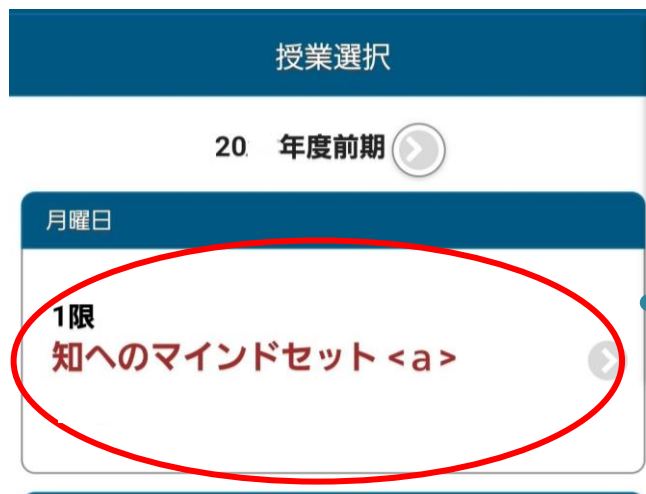 授業選択
20 年度前期
月曜日
1限
知へのマインドセット<a>